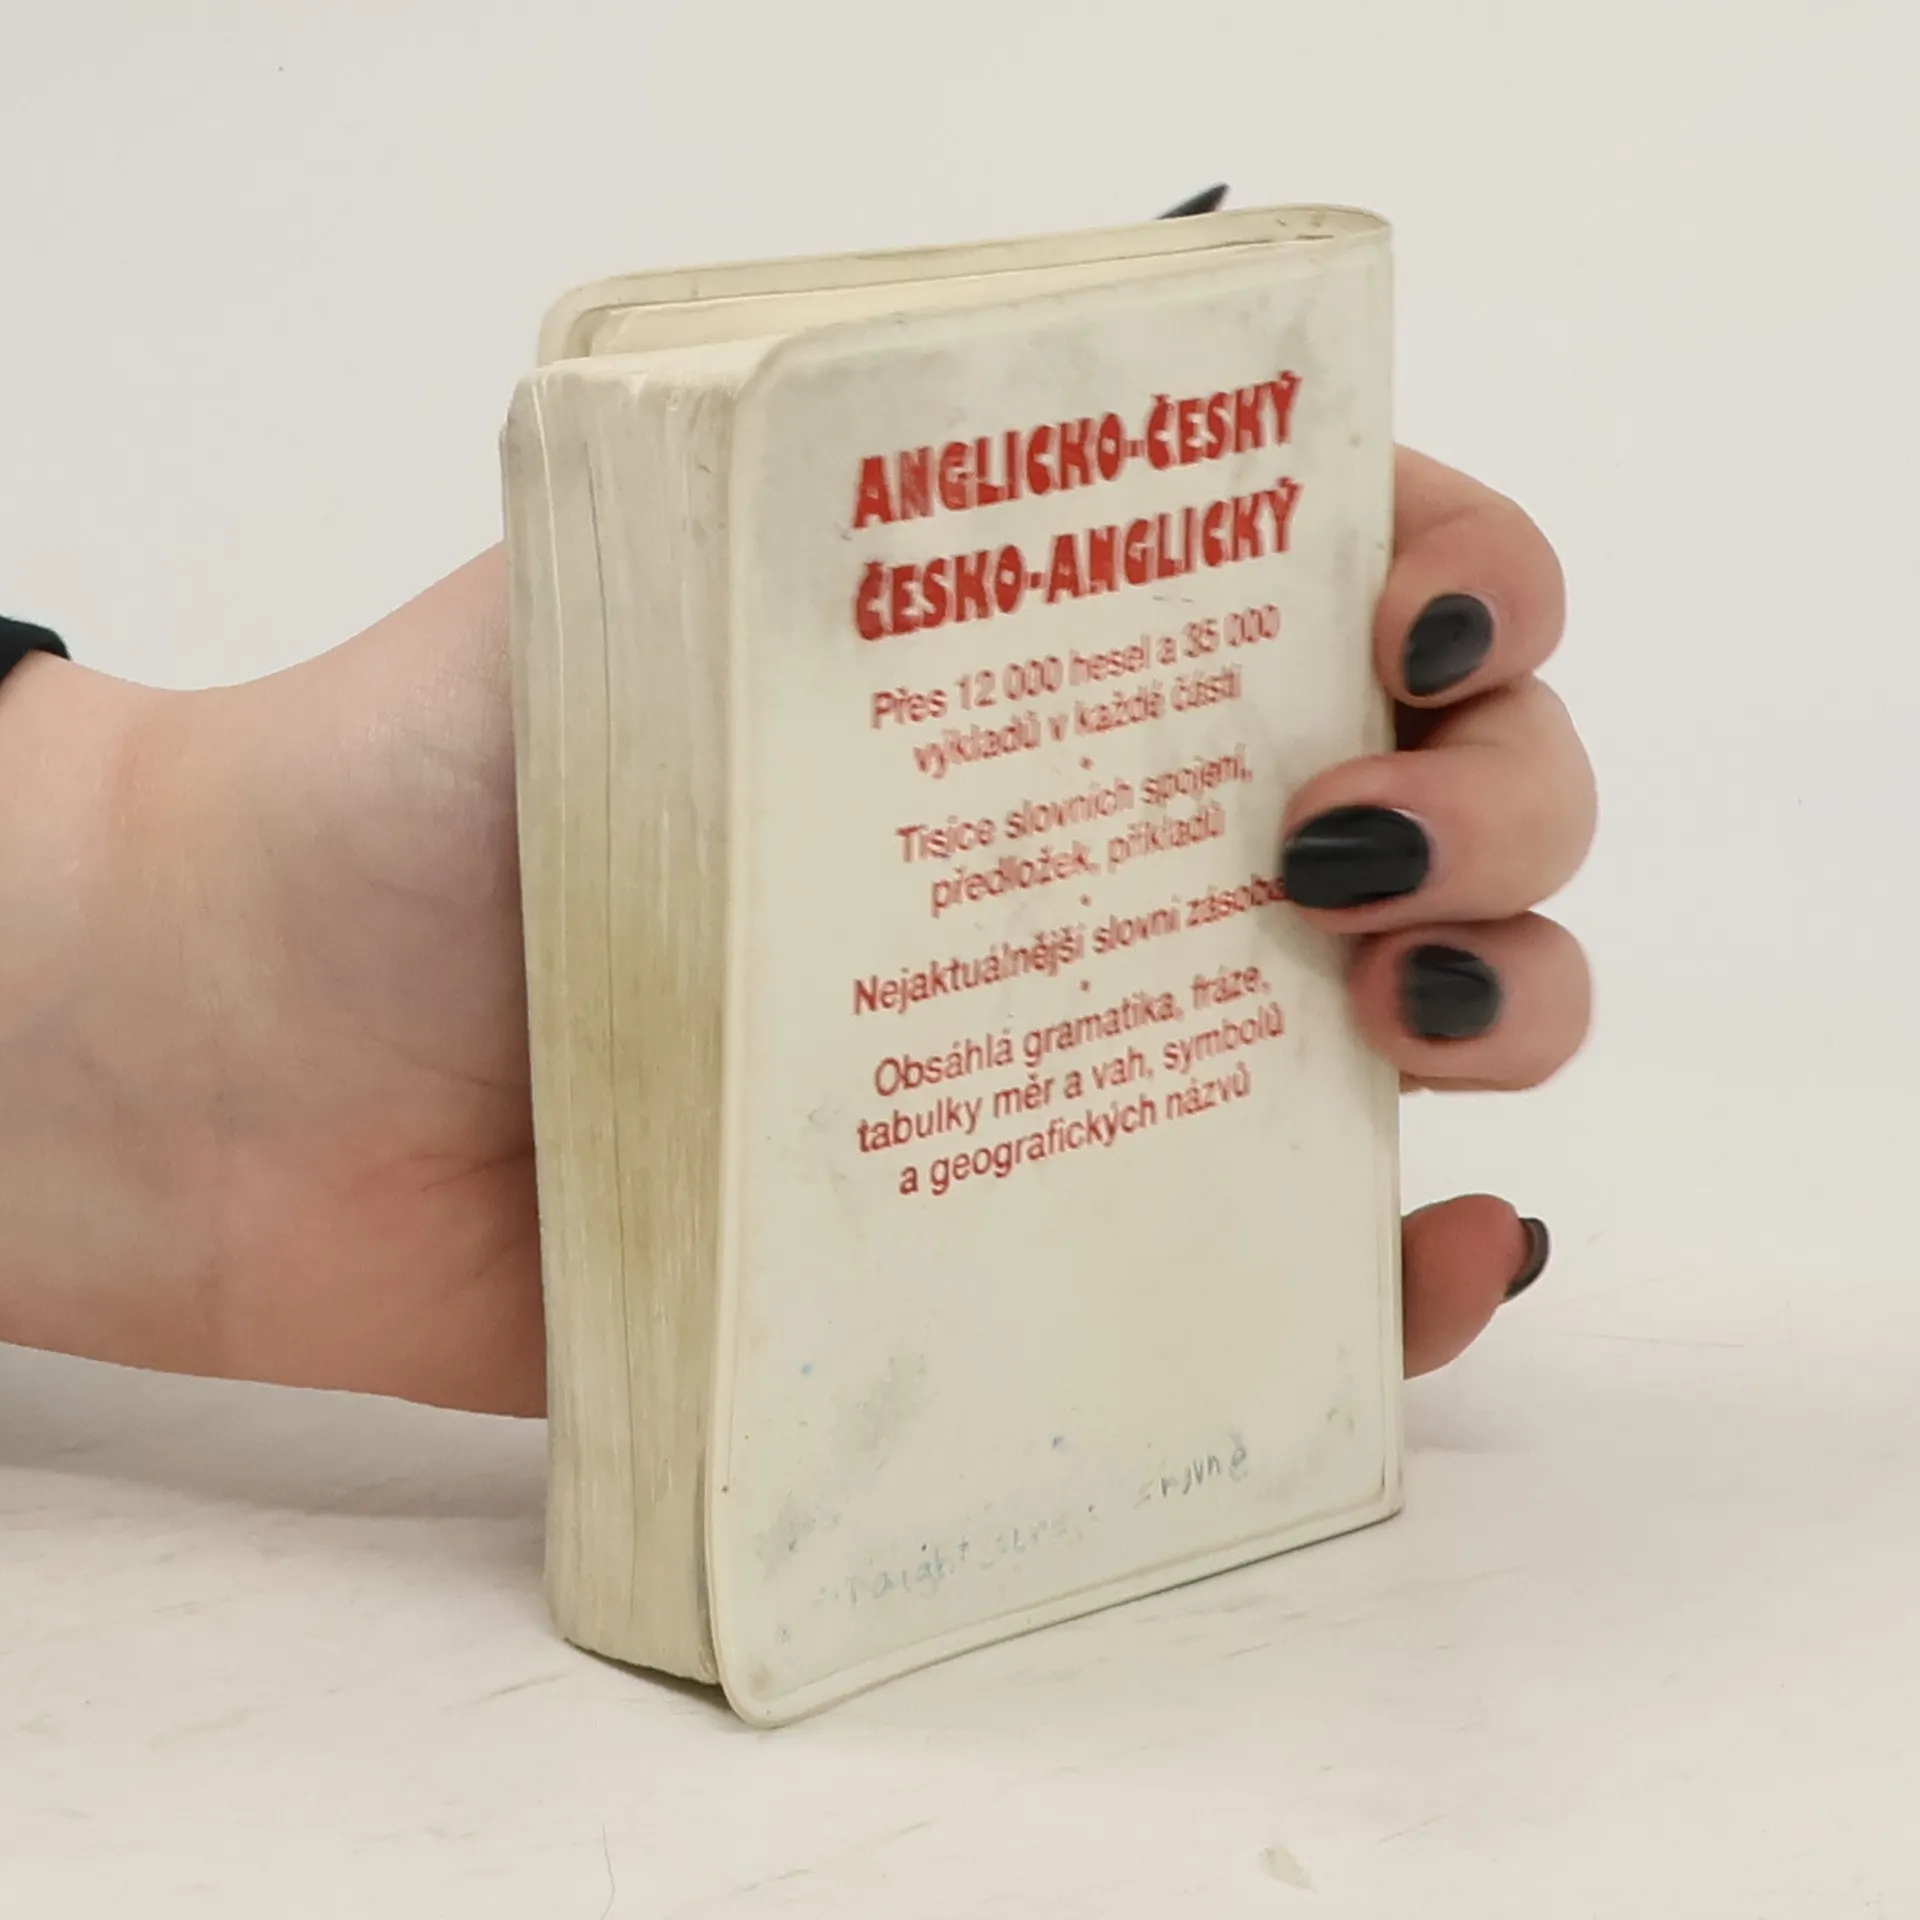 ANGLICKO-ČESKÝ
ČESKO-ANGLICKÝ
Přes 12 000 hesel a 35 000
výkladů v každé části
•
Tisíce slovních spojení,
předložek, příkladů
•
Nejaktuálnější slovní zásoba
•
Obsáhlá gramatika, fráze,
tabulky měr a vah, symbolů
a geografických názvů